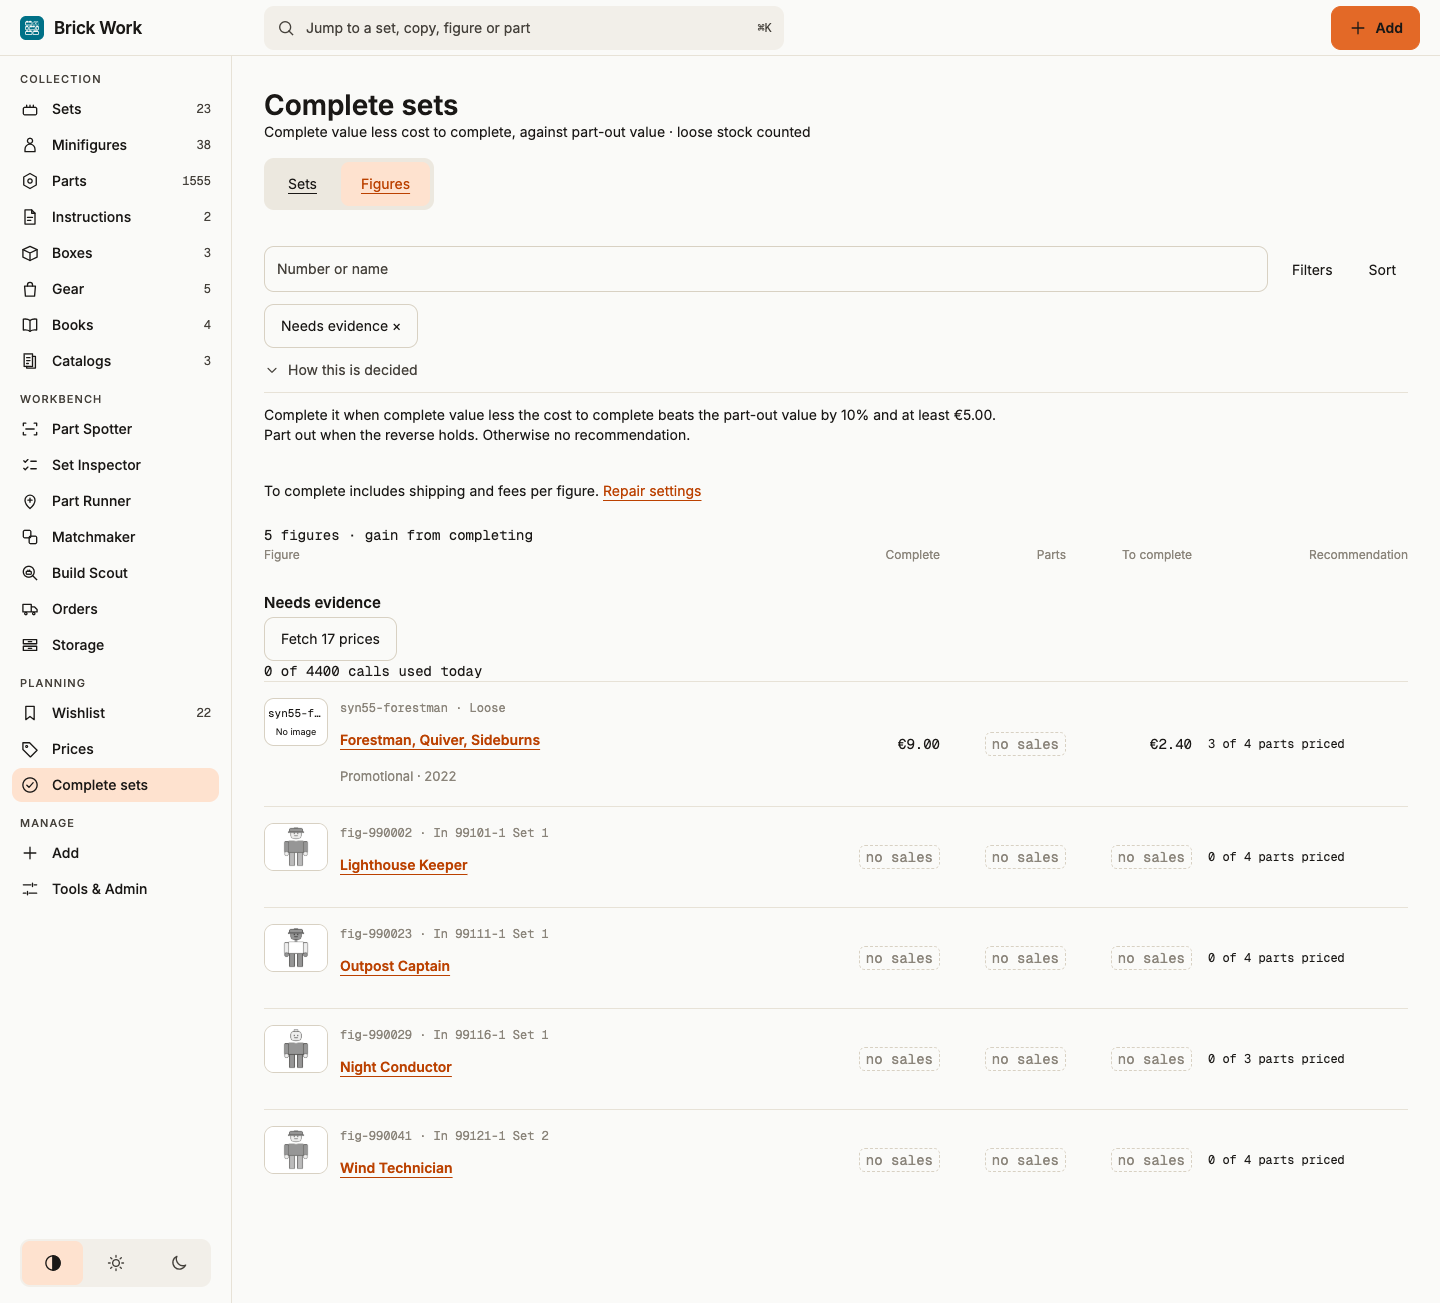 Brick Work
Jump to a set, copy, figure or part
⌘K
Add
COLLECTION
Sets 23
Minifigures 38
Parts 1555
Instructions 2
Boxes 3
Gear 5
Books 4
Catalogs 3
WORKBENCH
Part Spotter
Set Inspector
Part Runner
Matchmaker
Build Scout
Orders
Storage
PLANNING
Wishlist 22
Prices
Complete sets
MANAGE
Add
Tools & Admin
Complete sets
Complete value less cost to complete, against part-out value · loose stock counted
Sets Figures
Number or name
Filters Sort
Needs evidence ×
How this is decided
Complete it when complete value less the cost to complete beats the part-out value by 10% and at least €5.00.
Part out when the reverse holds. Otherwise no recommendation.
To complete includes shipping and fees per figure. Repair settings
5 figures · gain from completing
Figure Complete Parts To complete Recommendation
Needs evidence
Fetch 17 prices
0 of 4400 calls used today
syn55-f…
No image
syn55-forestman · Loose
Forestman, Quiver, Sideburns
Promotional · 2022
€9.00 no sales €2.40 3 of 4 parts priced
fig-990002 · In 99101-1 Set 1
Lighthouse Keeper
no sales no sales no sales 0 of 4 parts priced
fig-990023 · In 99111-1 Set 1
Outpost Captain
no sales no sales no sales 0 of 4 parts priced
fig-990029 · In 99116-1 Set 1
Night Conductor
no sales no sales no sales 0 of 3 parts priced
fig-990041 · In 99121-1 Set 2
Wind Technician
no sales no sales no sales 0 of 4 parts priced